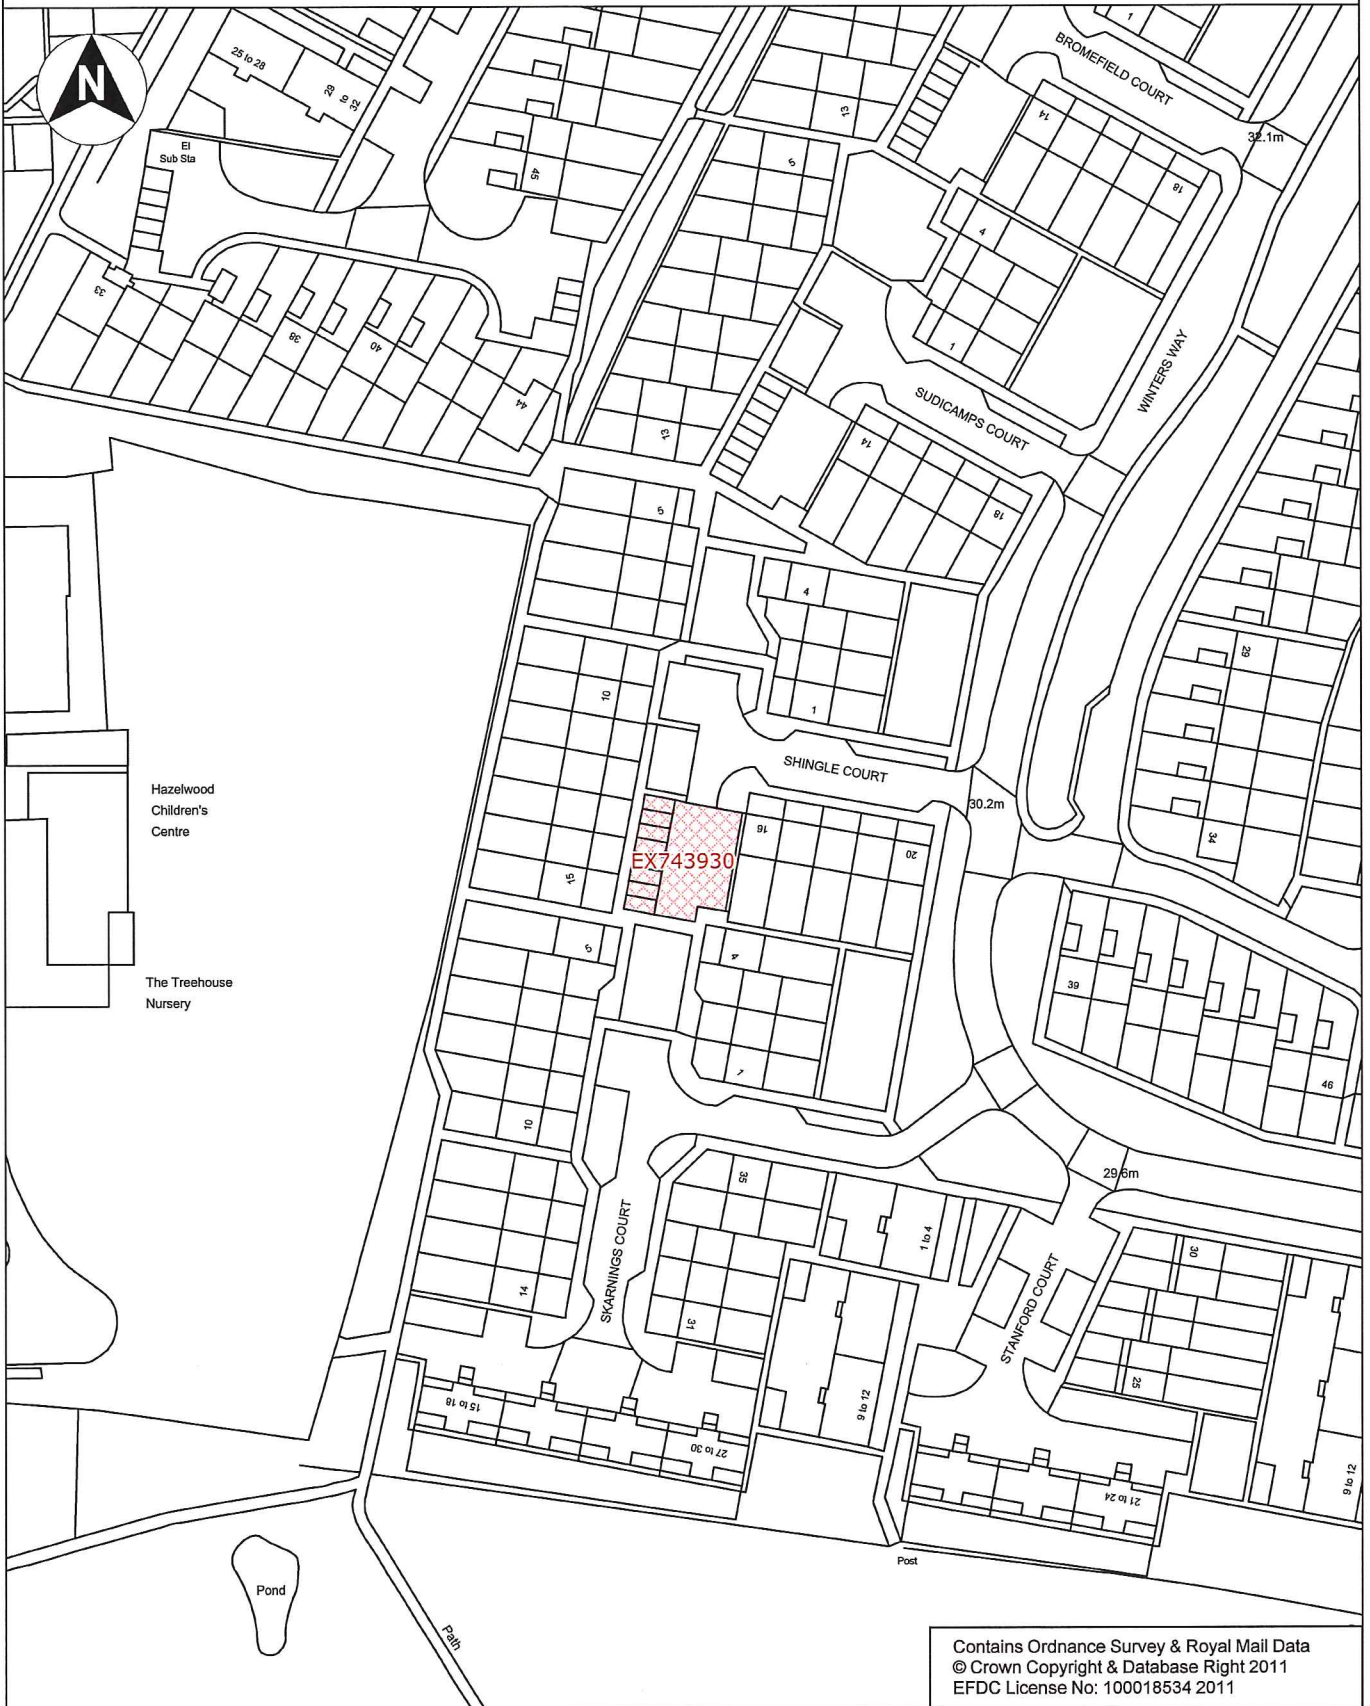 1
BROMEFIELD COURT
25 to 28
N
29
to
32
13
14
32.1m
El
Sub Sta
45
5
18
4
33
38
40
1
WINTERS WAY
44
SUDICAMPS COURT
13
14
5
18
4
29
10
1
SHINGLE COURT
Hazelwood
Children's
Centre
30.2m
16
20
34
EX743930
15
5
4
The Treehouse
Nursery
39
1
46
10
35
29.6m
1 to 4
SKARNINGS COURT
STANFORD COURT
30
14
31
25
15 to 18
9 to 12
27 to 30
21 to 24
9 to 12
Post
Pond
Path
Contains Ordnance Survey & Royal Mail Data
© Crown Copyright & Database Right 2011
EFDC License No: 100018534 2011